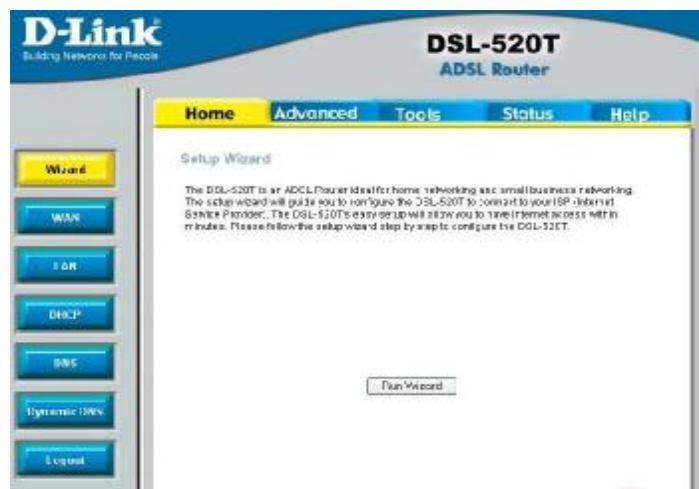 D-Link
Building Networks for People
DSL-520T
ADSL Router
Home Advanced Tools Status Help
Wizard
WAN
LAN
DHCP
DNS
Dynamic DNS
Logout
Setup Wizard
The DSL-520T is an ADSL Router ideal for home networking and small business networking.
The setup wizard will guide you to configure the DSL-520T to connect to your ISP (Internet
Service Provider). The DSL-520T's easy setup will allow you to have Internet access within
minutes. Please follow the setup wizard step by step to configure the DSL-520T.
Run Wizard